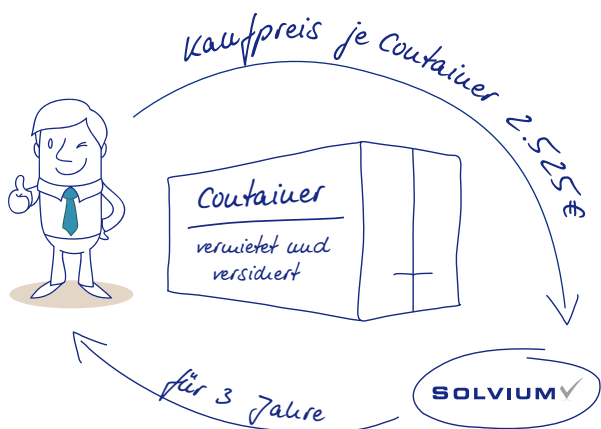 Kaufpreis je Container 2.525 €
Container
vermietet und
versichert
für 3 Jahre
SOLVIUM